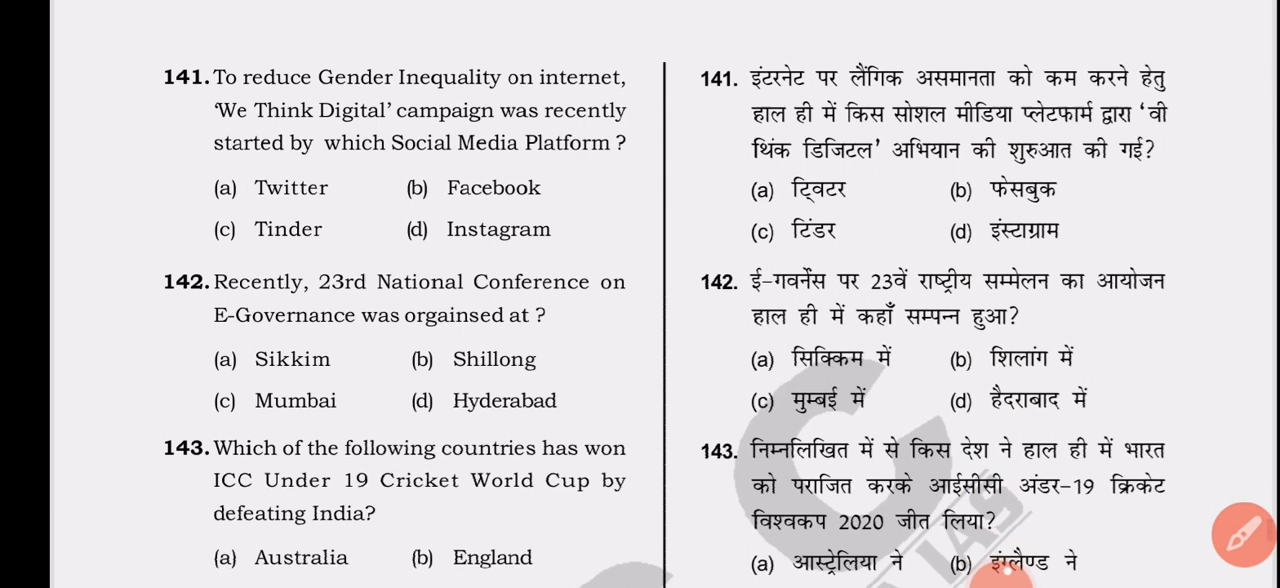 141. To reduce Gender Inequality on internet,
'We Think Digital' campaign was recently
started by which Social Media Platform ?
(a) Twitter (b) Facebook
(c) Tinder (d) Instagram
142. Recently, 23rd National Conference on
E-Governance was orgainsed at ?
(a) Sikkim (b) Shillong
(c) Mumbai (d) Hyderabad
143. Which of the following countries has won
ICC Under 19 Cricket World Cup by
defeating India?
(a) Australia (b) England
141. इंटरनेट पर लैंगिक असमानता को कम करने हेतु
हाल ही में किस सोशल मीडिया प्लेटफार्म द्वारा 'वी
थिंक डिजिटल' अभियान की शुरुआत की गई?
(a) ट्विटर (b) फेसबुक
(c) टिंडर (d) इंस्टाग्राम
142. ई-गवर्नेंस पर 23वें राष्ट्रीय सम्मेलन का आयोजन
हाल ही में कहाँ सम्पन्न हुआ?
(a) सिक्किम में (b) शिलांग में
(c) मुम्बई में (d) हैदराबाद में
143. निम्नलिखित में से किस देश ने हाल ही में भारत
को पराजित करके आईसीसी अंडर-19 क्रिकेट
विश्वकप 2020 जीत लिया?
(a) आस्ट्रेलिया ने (b) इंग्लैण्ड ने
IAS